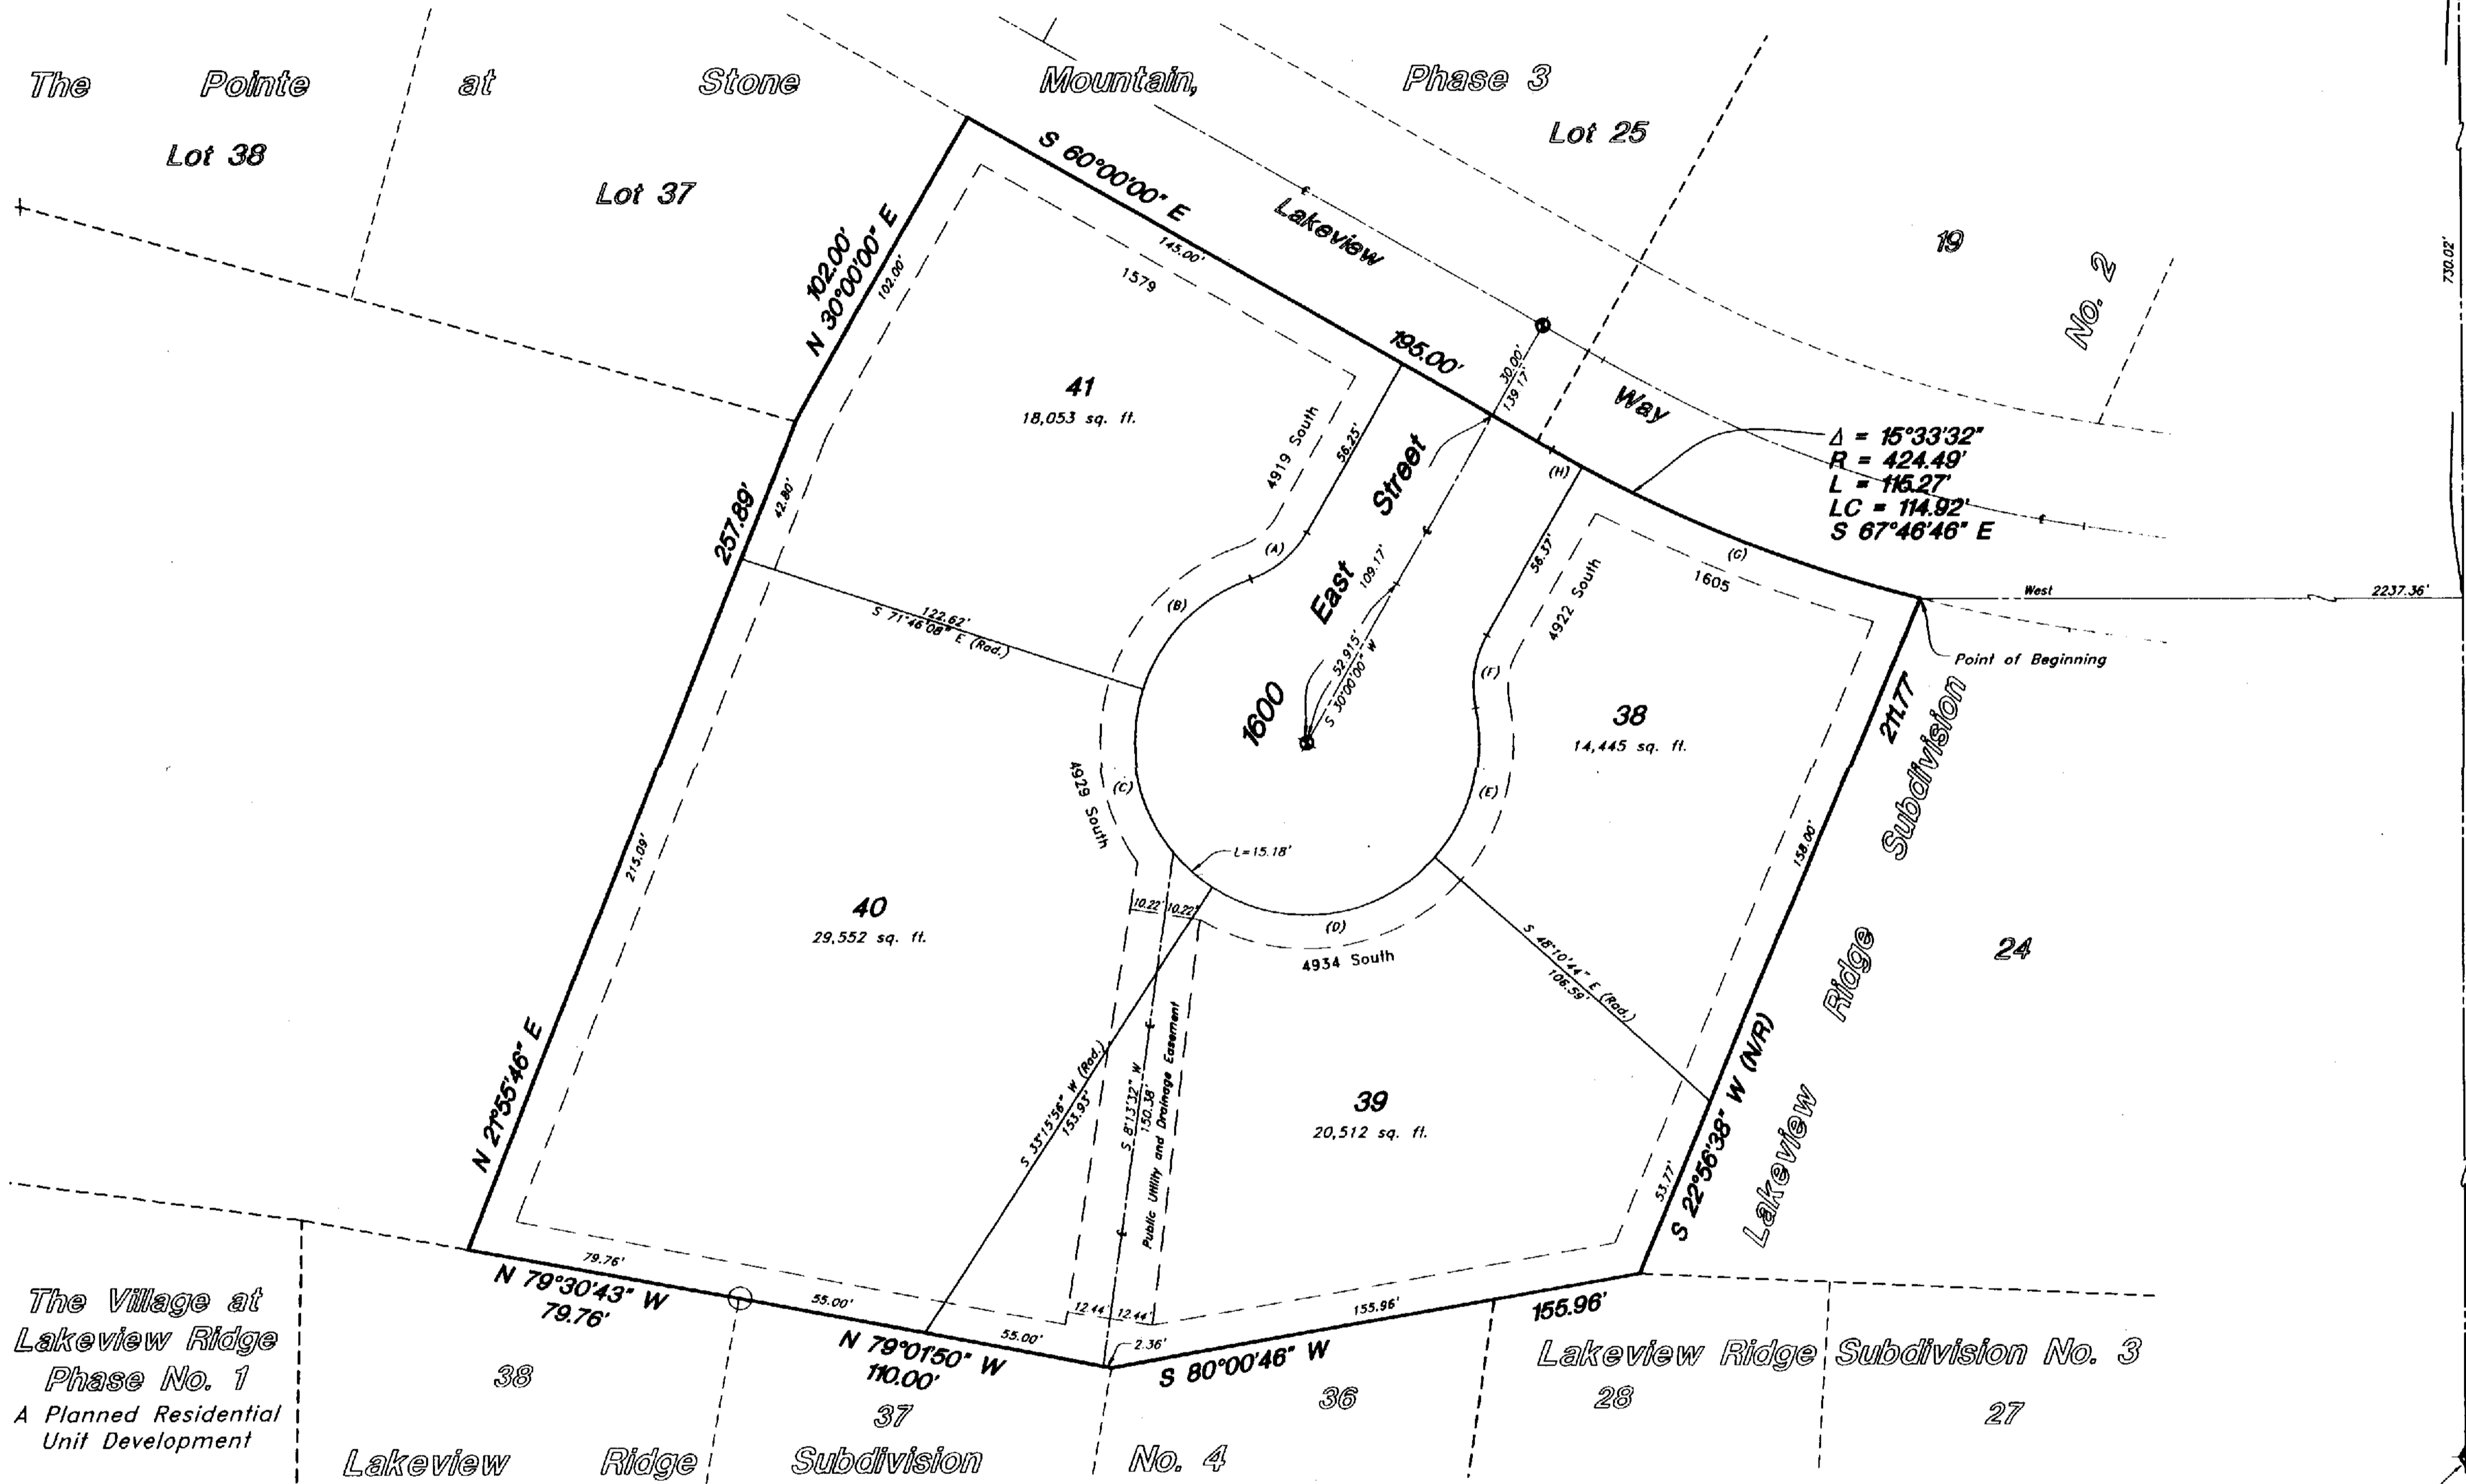 The Pointe at Stone Mountain, Phase 3
Lot 38
Lot 37
Lot 25
19
No. 2
730.02'
S 60°00'00" E
145.00'
1579
Lakeview
Way
195.00'
30.00'
139.17'
102.00'
N 30°00'00" E
102.00'
41
18,053 sq. ft.
4919 South
56.25'
(A)
(B)
(H)
Δ = 15°33'32"
R = 424.49'
L = 115.27'
LC = 114.92'
S 67°46'46" E
(G)
1605
West
2237.36'
Point of Beginning
257.89'
42.80'
122.62'
S 71°46'08" E (Rad.)
1600 East Street
109.17'
52.915'
S 30°00'00" W
56.37'
4922 South
(F)
38
14,445 sq. ft.
(E)
211.77'
158.00'
Subdivision
Ridge
Lakeview
24
S 22°56'38" W (N/R)
53.77'
(C)
4929 South
L=15.18'
10.22'
10.22'
(D)
4934 South
S 48°10'44" E (Rad.)
106.59'
215.09'
40
29,552 sq. ft.
N 21°55'46" E
S 33°15'56" W (Rad.)
153.93'
S 8°13'32" W
150.38'
Public Utility and Drainage Easement
39
20,512 sq. ft.
79.76'
N 79°30'43" W
79.76'
55.00'
N 79°01'50" W
110.00'
55.00'
12.44'
12.44'
2.36'
155.96'
S 80°00'46" W
155.96'
The Village at
Lakeview Ridge
Phase No. 1
A Planned Residential
Unit Development
38
37
36
28
27
Lakeview Ridge Subdivision No. 3
Lakeview Ridge Subdivision No. 4